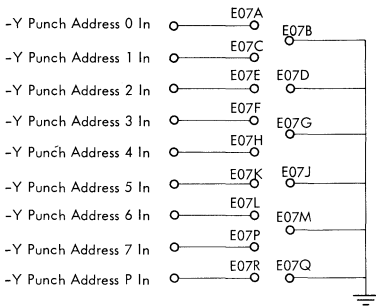 E07A
-Y Punch Address 0 In
E07B
E07C
-Y Punch Address 1 In
E07E E07D
-Y Punch Address 2 In
E07F
-Y Punch Address 3 In
E07G
E07H
-Y Punch Address 4 In
E07K E07J
-Y Punch Address 5 In
E07L
-Y Punch Address 6 In
E07M
E07P
-Y Punch Address 7 In
E07R E07Q
-Y Punch Address P In